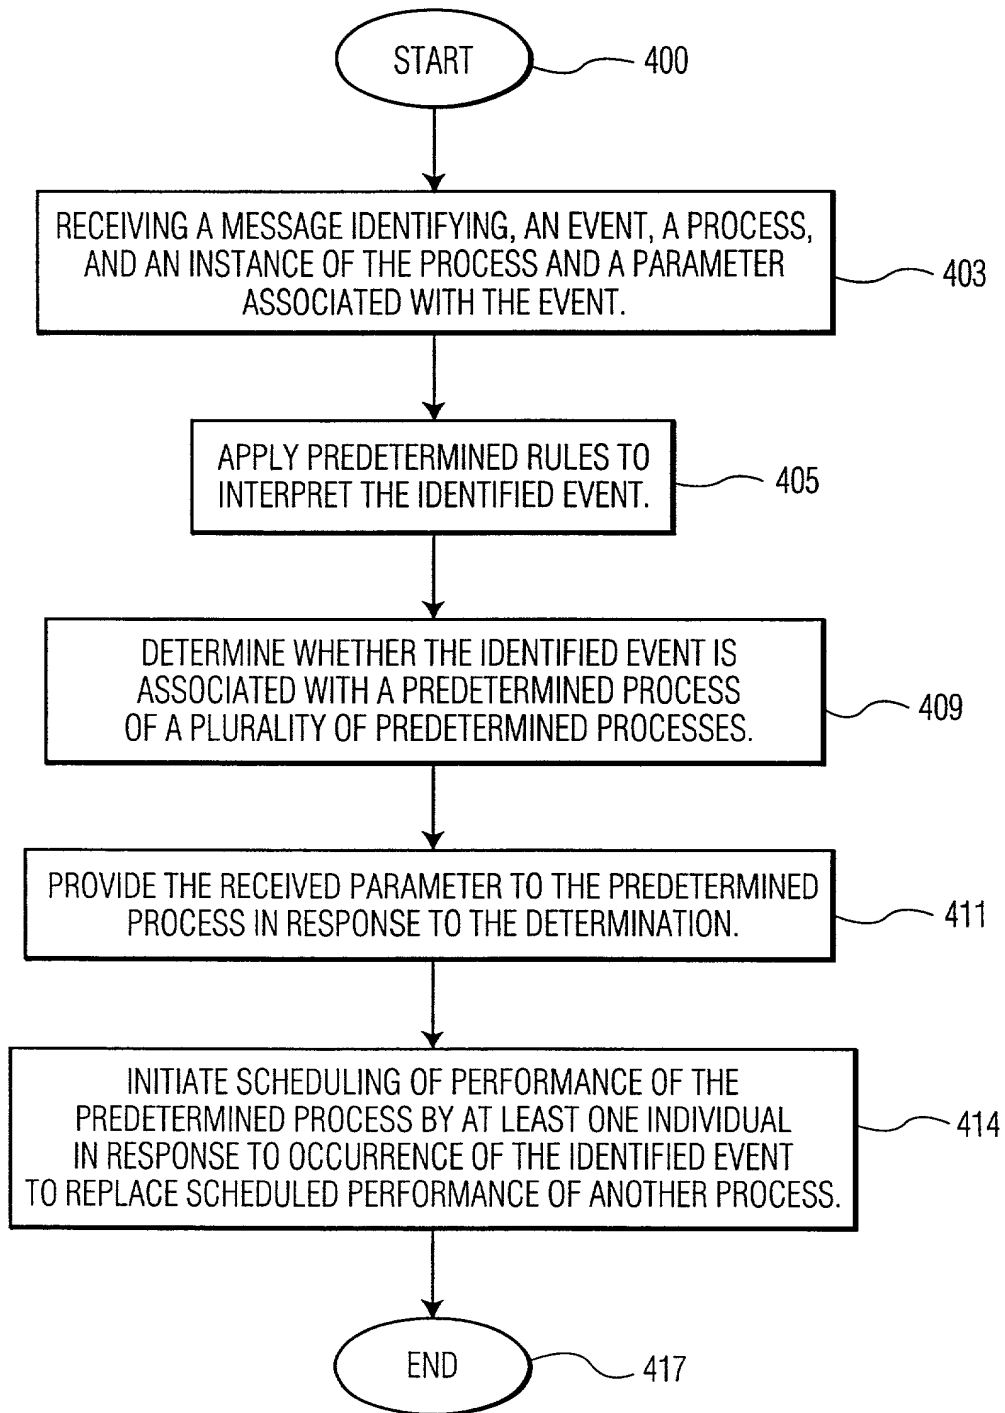 START
400
RECEIVING A MESSAGE IDENTIFYING, AN EVENT, A PROCESS,
AND AN INSTANCE OF THE PROCESS AND A PARAMETER
ASSOCIATED WITH THE EVENT.
403
APPLY PREDETERMINED RULES TO
INTERPRET THE IDENTIFIED EVENT.
405
DETERMINE WHETHER THE IDENTIFIED EVENT IS
ASSOCIATED WITH A PREDETERMINED PROCESS
OF A PLURALITY OF PREDETERMINED PROCESSES.
409
PROVIDE THE RECEIVED PARAMETER TO THE PREDETERMINED
PROCESS IN RESPONSE TO THE DETERMINATION.
411
INITIATE SCHEDULING OF PERFORMANCE OF THE
PREDETERMINED PROCESS BY AT LEAST ONE INDIVIDUAL
IN RESPONSE TO OCCURRENCE OF THE IDENTIFIED EVENT
TO REPLACE SCHEDULED PERFORMANCE OF ANOTHER PROCESS.
414
END
417